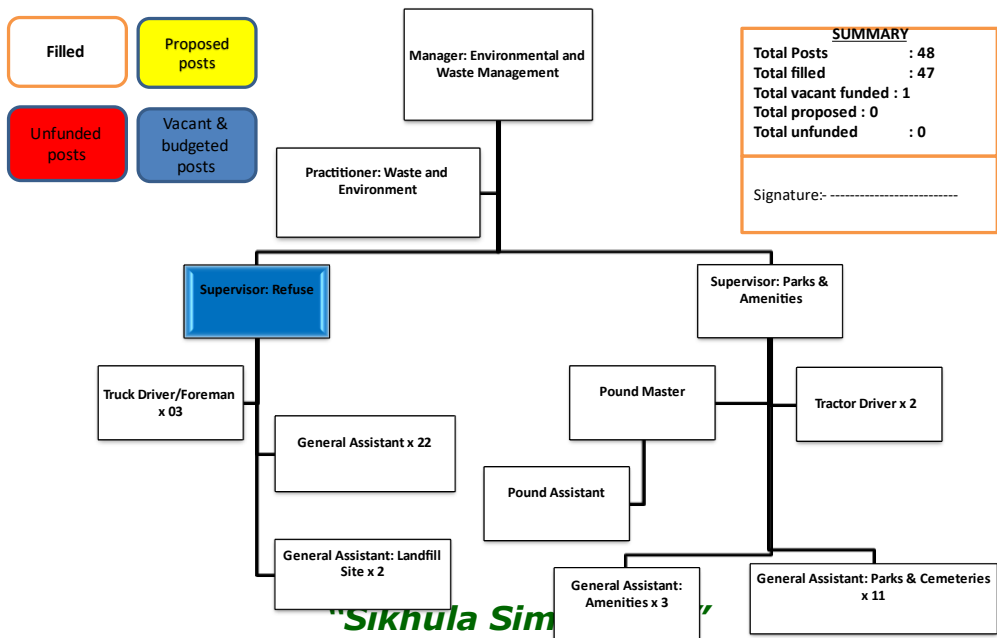 Filled
Proposed
posts
Unfunded
posts
Vacant &
budgeted
posts
Manager: Environmental and
Waste Management
SUMMARY
Total Posts : 48
Total filled : 47
Total vacant funded : 1
Total proposed : 0
Total unfunded : 0
Signature:- --------------------------
Practitioner: Waste and
Environment
Supervisor: Refuse
Supervisor: Parks &
Amenities
Truck Driver/Foreman
x 03
General Assistant x 22
General Assistant: Landfill
Site x 2
Pound Master
Tractor Driver x 2
Pound Assistant
General Assistant:
Amenities x 3
General Assistant: Parks & Cemeteries
x 11
"Sikhula